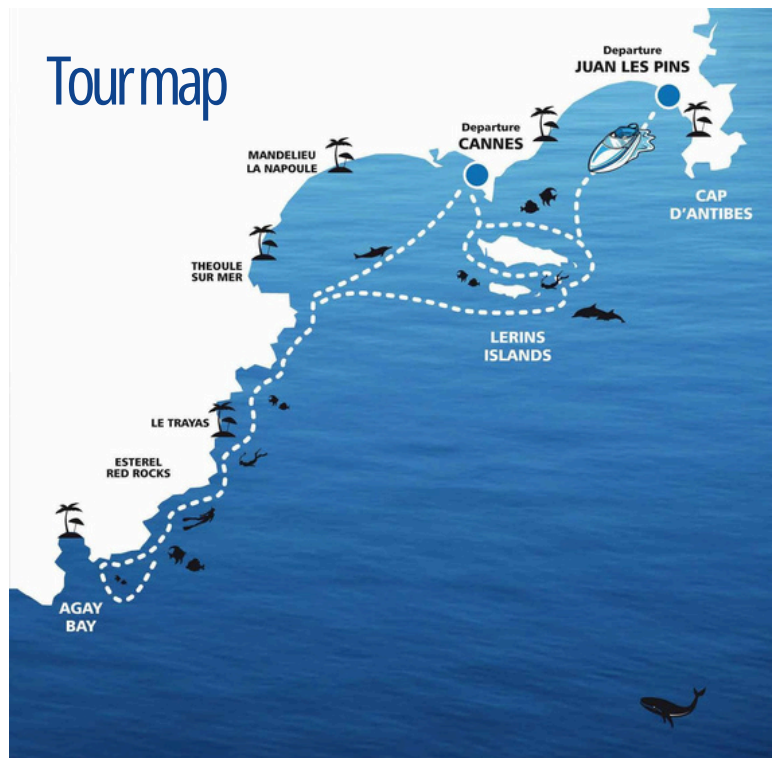 Tour map
Departure
JUAN LES PINS
Departure
CANNES
MANDELIEU
LA NAPOULE
CAP
D'ANTIBES
THEOULE
SUR MER
LERINS
ISLANDS
LE TRAYAS
ESTEREL
RED ROCKS
AGAY
BAY